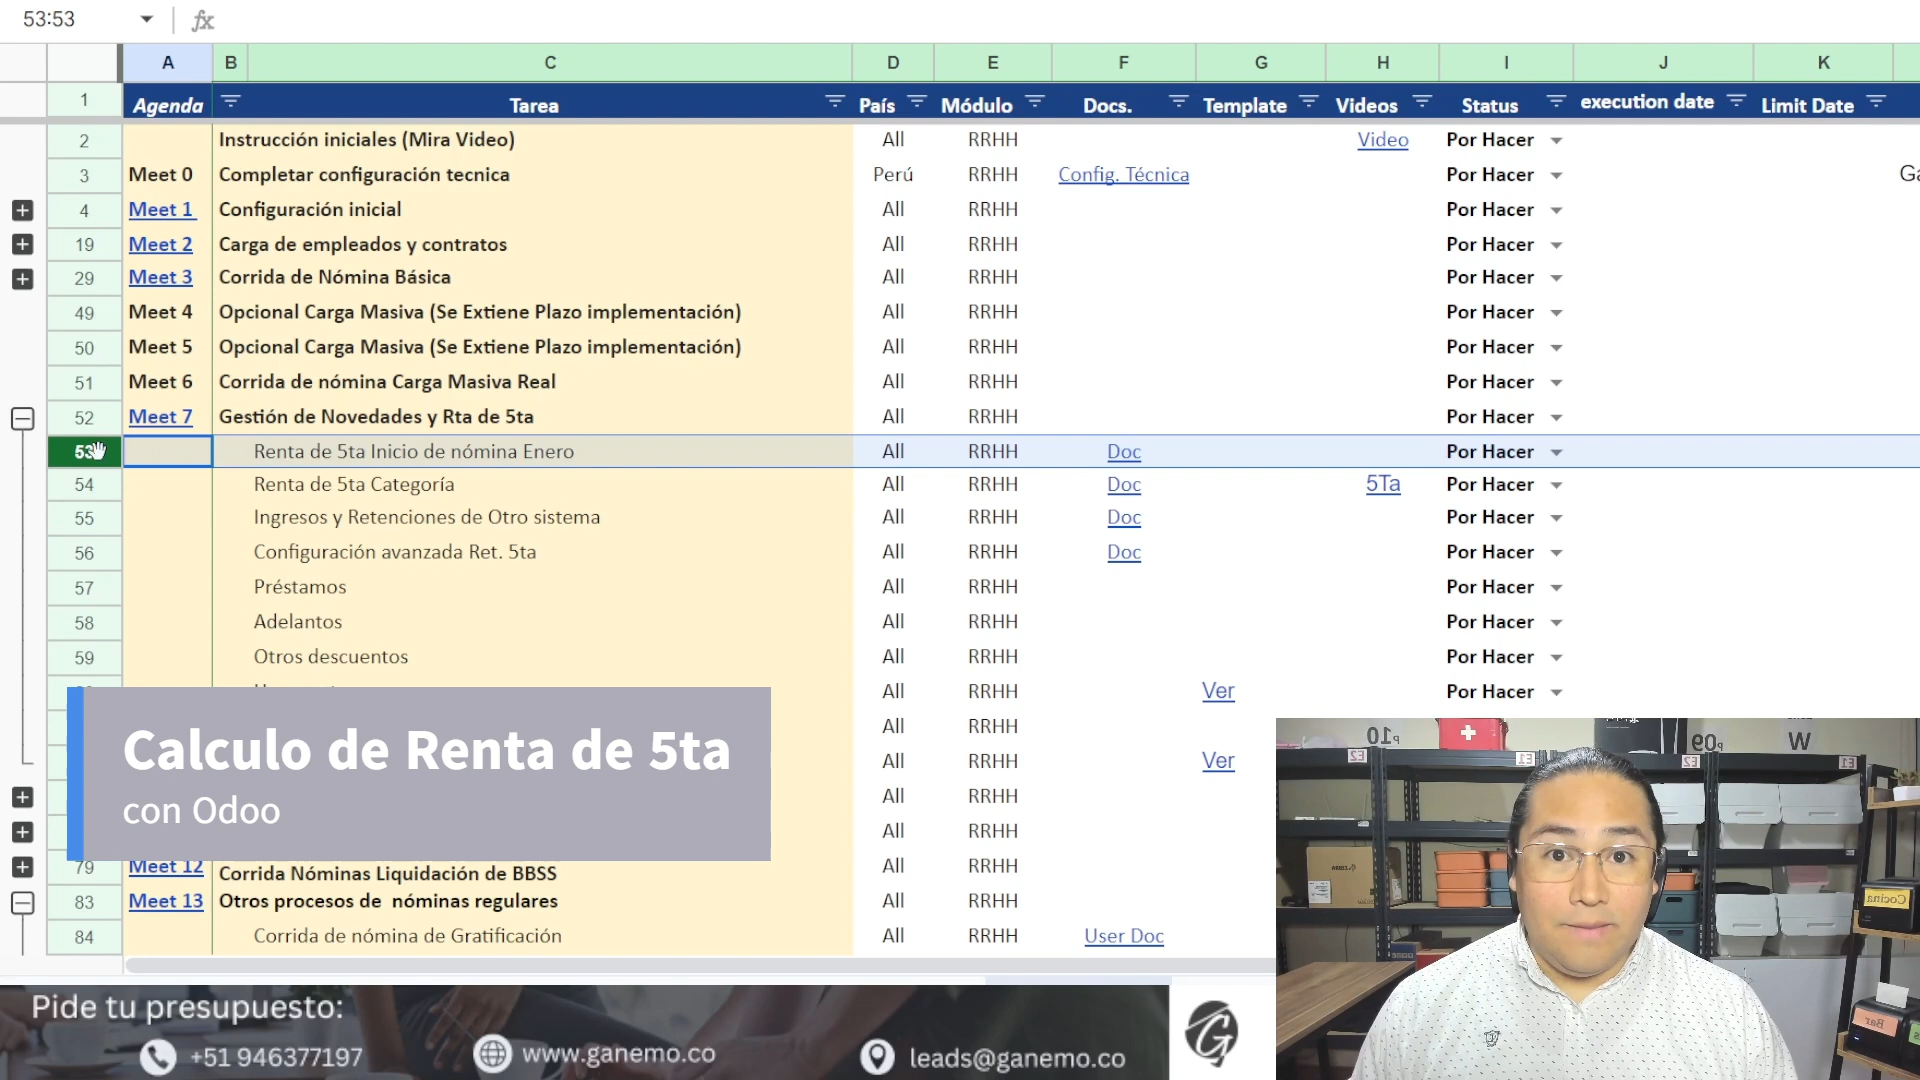 53:53 fx
A B C D E F G H I J K
1 Agenda Tarea País Módulo Docs. Template Videos Status execution date Limit Date
2 Instrucción iniciales (Mira Video) All RRHH Video Por Hacer
3 Meet 0 Completar configuración tecnica Perú RRHH Config. Técnica Por Hacer Ga
4 Meet 1 Configuración inicial All RRHH Por Hacer
19 Meet 2 Carga de empleados y contratos All RRHH Por Hacer
29 Meet 3 Corrida de Nómina Básica All RRHH Por Hacer
49 Meet 4 Opcional Carga Masiva (Se Extiene Plazo implementación) All RRHH Por Hacer
50 Meet 5 Opcional Carga Masiva (Se Extiene Plazo implementación) All RRHH Por Hacer
51 Meet 6 Corrida de nómina Carga Masiva Real All RRHH Por Hacer
52 Meet 7 Gestión de Novedades y Rta de 5ta All RRHH Por Hacer
53 Renta de 5ta Inicio de nómina Enero All RRHH Doc Por Hacer
54 Renta de 5ta Categoría All RRHH Doc 5Ta Por Hacer
55 Ingresos y Retenciones de Otro sistema All RRHH Doc Por Hacer
56 Configuración avanzada Ret. 5ta All RRHH Doc Por Hacer
57 Préstamos All RRHH Por Hacer
58 Adelantos All RRHH Por Hacer
59 Otros descuentos All RRHH Por Hacer
All RRHH Ver Por Hacer
All RRHH
All RRHH Ver
All RRHH
All RRHH
79 Meet 12 Corrida Nóminas Liquidación de BBSS All RRHH
83 Meet 13 Otros procesos de nóminas regulares All RRHH
84 Corrida de nómina de Gratificación All RRHH User Doc
Calculo de Renta de 5ta
con Odoo
P10 P09 W
E2 E1 E2 E1
Cocina
Bar
Pide tu presupuesto:
+51 946377197 www.ganemo.co leads@ganemo.co
G